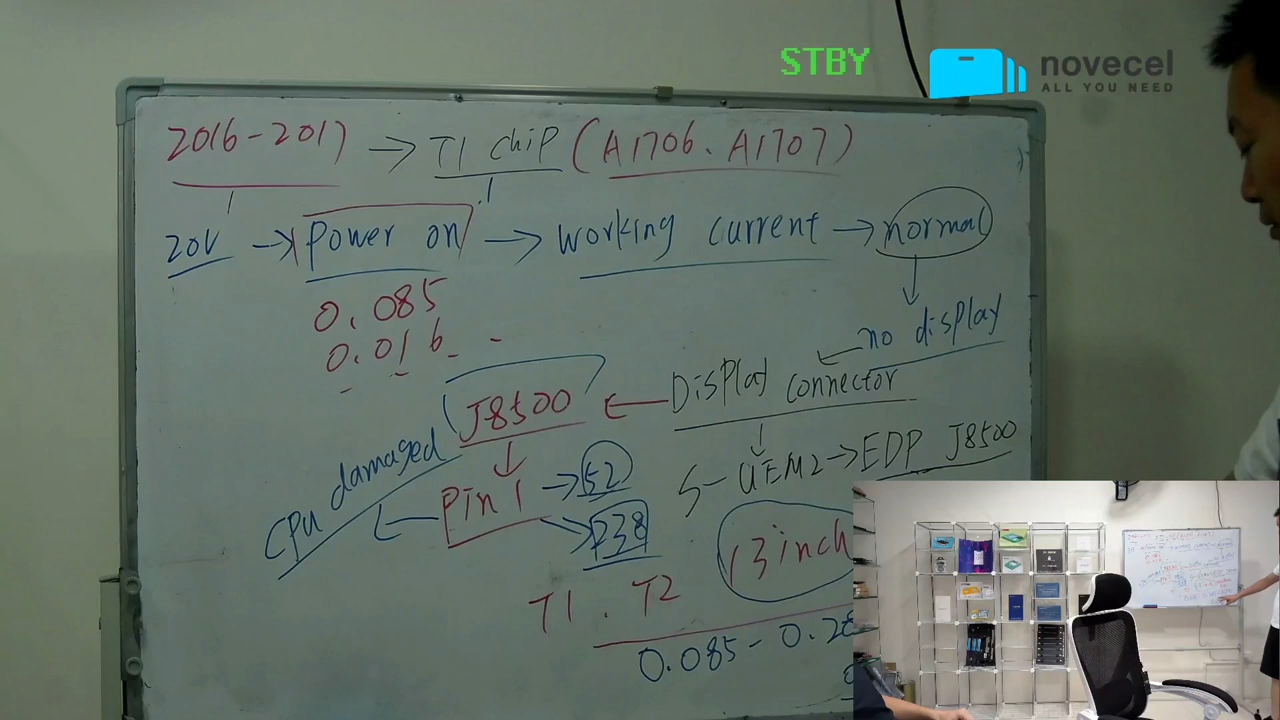 STBY
novecel
ALL YOU NEED
2016-2017 → T1 chip (A1706、A1707)
20V → Power on → Working current → normal
0.085
0.016
no display
J8500 ← Display connector
CPU damaged
UEM2 → EDP J8500
Pin 1 → 52
P38
13 inch
T1 . T2
0.085 - 0.28